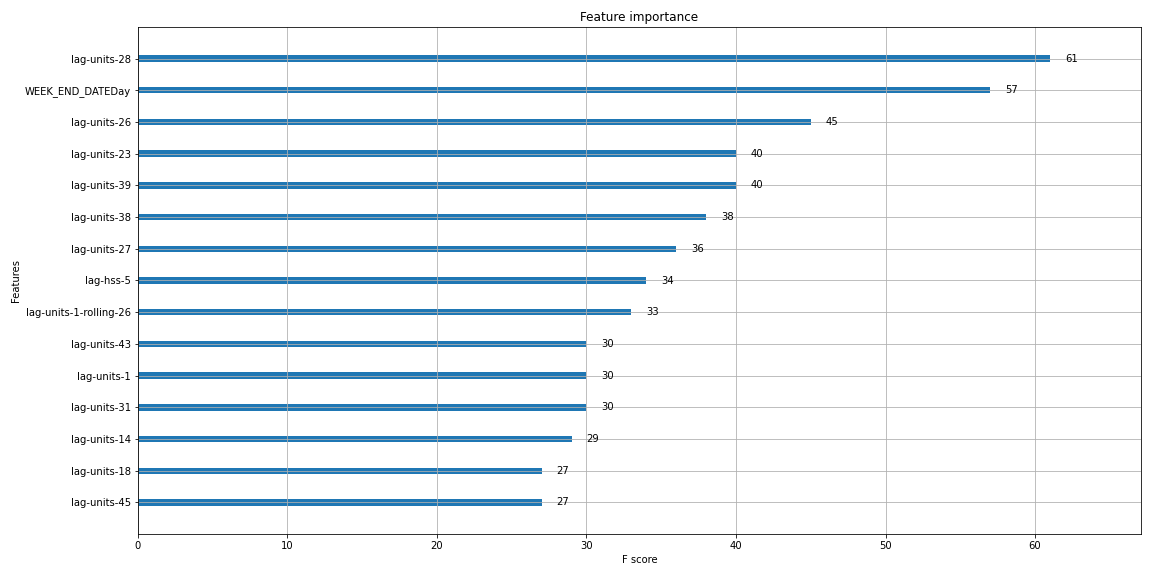 Feature importance
lag-units-28 61
WEEK_END_DATEDay 57
lag-units-26 45
lag-units-23 40
lag-units-39 40
lag-units-38 38
lag-units-27 36
lag-hss-5 34
lag-units-1-rolling-26 33
lag-units-43 30
lag-units-1 30
lag-units-31 30
lag-units-14 29
lag-units-18 27
lag-units-45 27
Features
0 10 20 30 40 50 60
F score